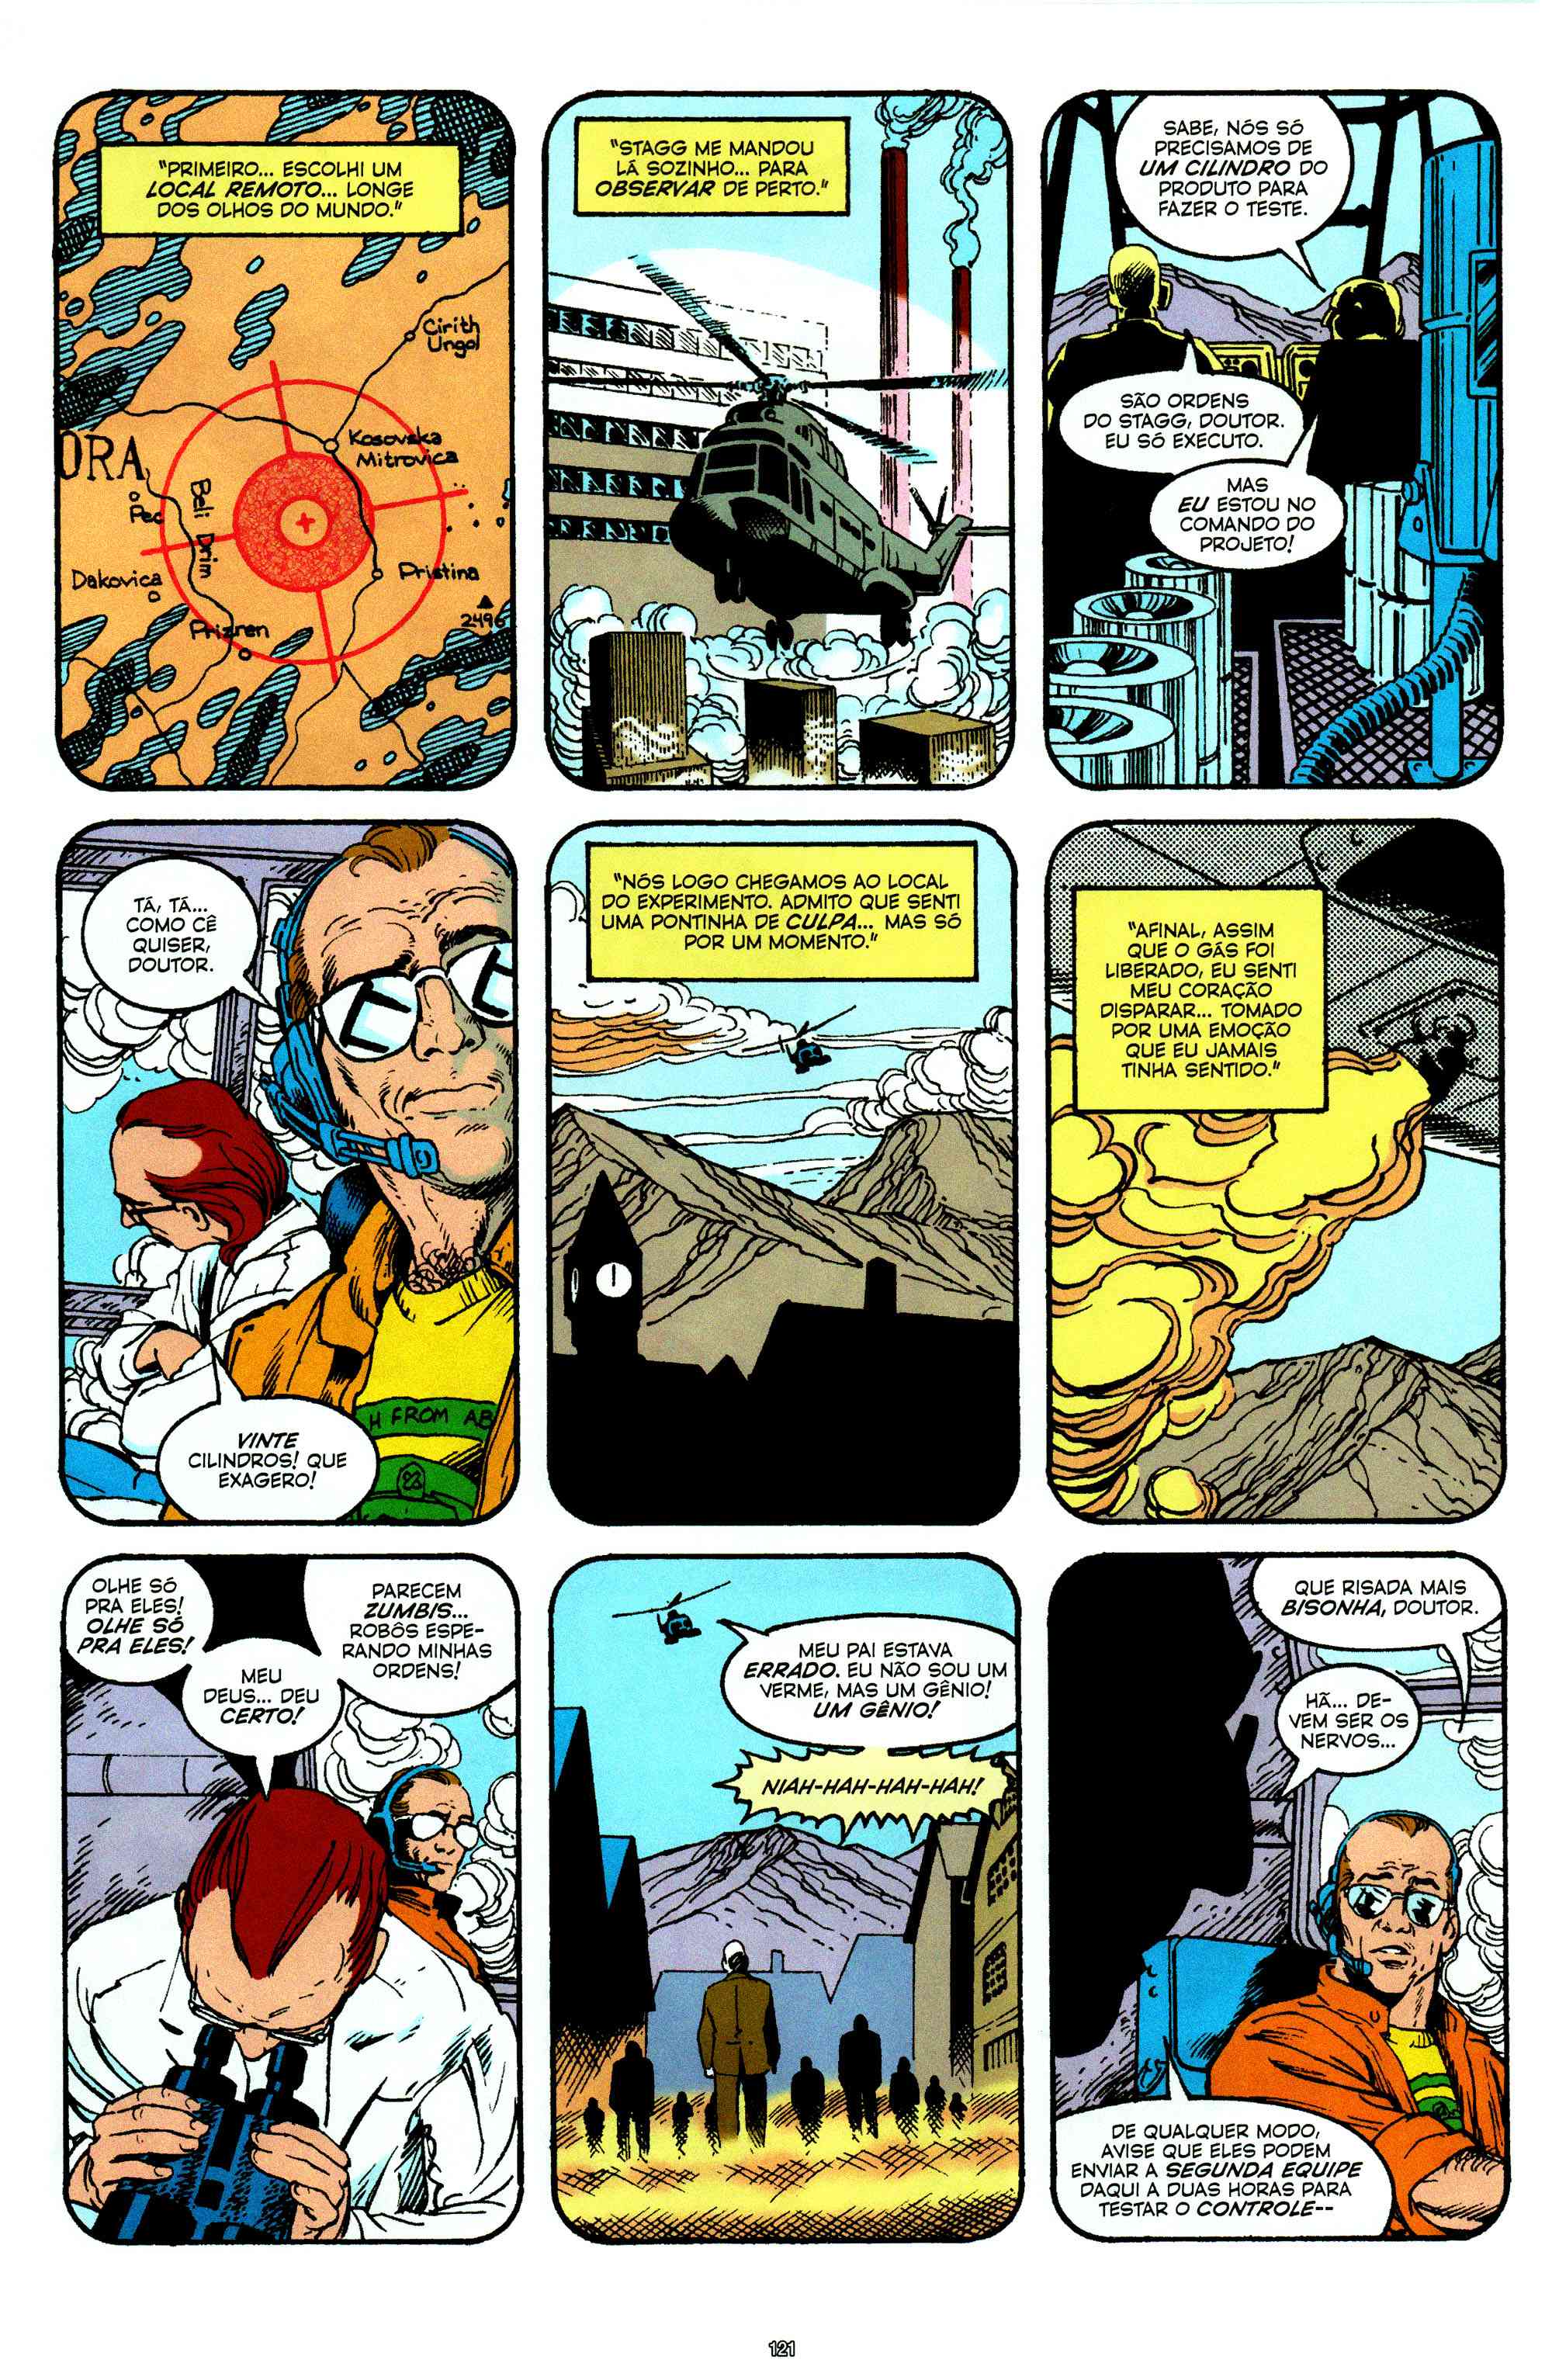 "PRIMEIRO... ESCOLHI UM
LOCAL REMOTO... LONGE
DOS OLHOS DO MUNDO."
Cirith
Ungol
Kosovska
Mitrovica
ORA
Pec
Beli Drim
Dakovica
Pristina
2496
Prizren
"STAGG ME MANDOU
LÁ SOZINHO... PARA
OBSERVAR DE PERTO."
SABE, NÓS SÓ
PRECISAMOS DE
UM CILINDRO DO
PRODUTO PARA
FAZER O TESTE.
SÃO ORDENS
DO STAGG, DOUTOR.
EU SÓ EXECUTO.
MAS
EU ESTOU NO
COMANDO DO
PROJETO!
TÁ, TÁ...
COMO CÊ
QUISER,
DOUTOR.
H FROM AB
VINTE
CILINDROS! QUE
EXAGERO!
"NÓS LOGO CHEGAMOS AO LOCAL
DO EXPERIMENTO. ADMITO QUE SENTI
UMA PONTINHA DE CULPA... MAS SÓ
POR UM MOMENTO."
"AFINAL, ASSIM
QUE O GÁS FOI
LIBERADO, EU SENTI
MEU CORAÇÃO
DISPARAR... TOMADO
POR UMA EMOÇÃO
QUE EU JAMAIS
TINHA SENTIDO."
OLHE SÓ
PRA ELES!
OLHE SÓ
PRA ELES!
MEU
DEUS... DEU
CERTO!
PARECEM
ZUMBIS...
ROBÔS ESPE-
RANDO MINHAS
ORDENS!
MEU PAI ESTAVA
ERRADO. EU NÃO SOU UM
VERME, MAS UM GÊNIO!
UM GÊNIO!
NIAH-HAH-HAH-HAH!
QUE RISADA MAIS
BISONHA, DOUTOR.
HÃ... DE-
VEM SER OS
NERVOS...
DE QUALQUER MODO,
AVISE QUE ELES PODEM
ENVIAR A SEGUNDA EQUIPE
DAQUI A DUAS HORAS PARA
TESTAR O CONTROLE--
121